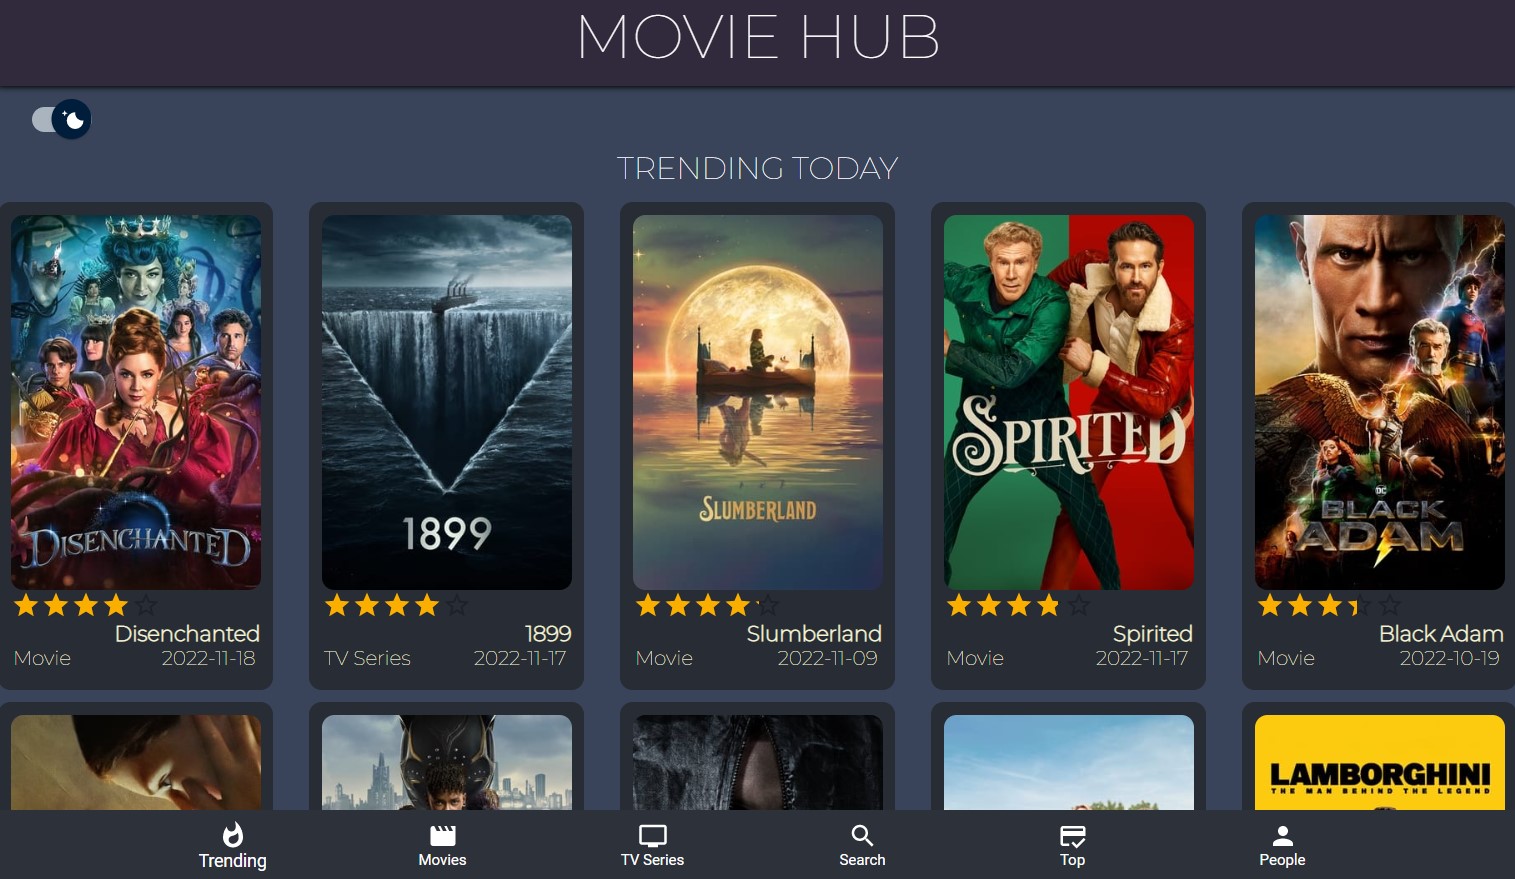 MOVIE HUB
TRENDING TODAY
DISENCHANTED
1899
SLUMBERLAND
SPIRITED
DC
BLACK
ADAM
Disenchanted
Movie 2022-11-18
1899
TV Series 2022-11-17
Slumberland
Movie 2022-11-09
Spirited
Movie 2022-11-17
Black Adam
Movie 2022-10-19
LAMBORGHINI
THE MAN BEHIND THE LEGEND
Trending
Movies
TV Series
Search
Top
People